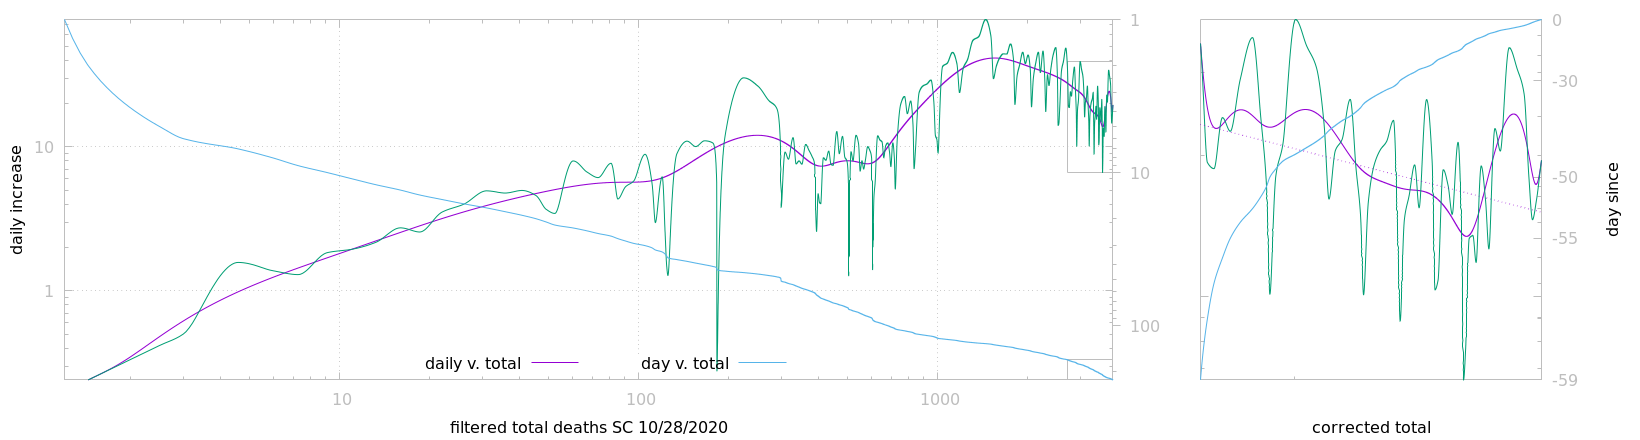 1
0
10
-30
daily increase
10
-50
day since
1
-55
100
daily v. total
day v. total
-59
10
100
1000
filtered total deaths SC 10/28/2020
corrected total